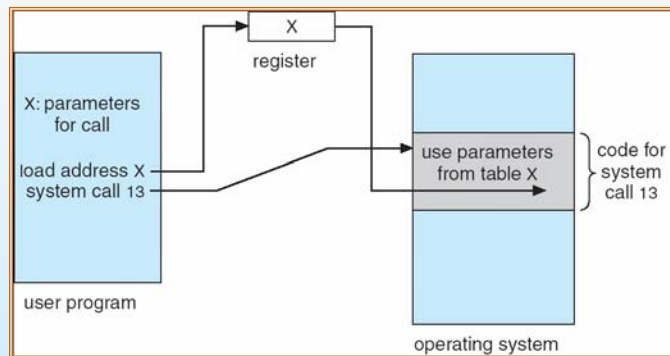 X
register
X: parameters
for call
load address X
system call 13
use parameters
from table X
code for
system
call 13
user program
operating system